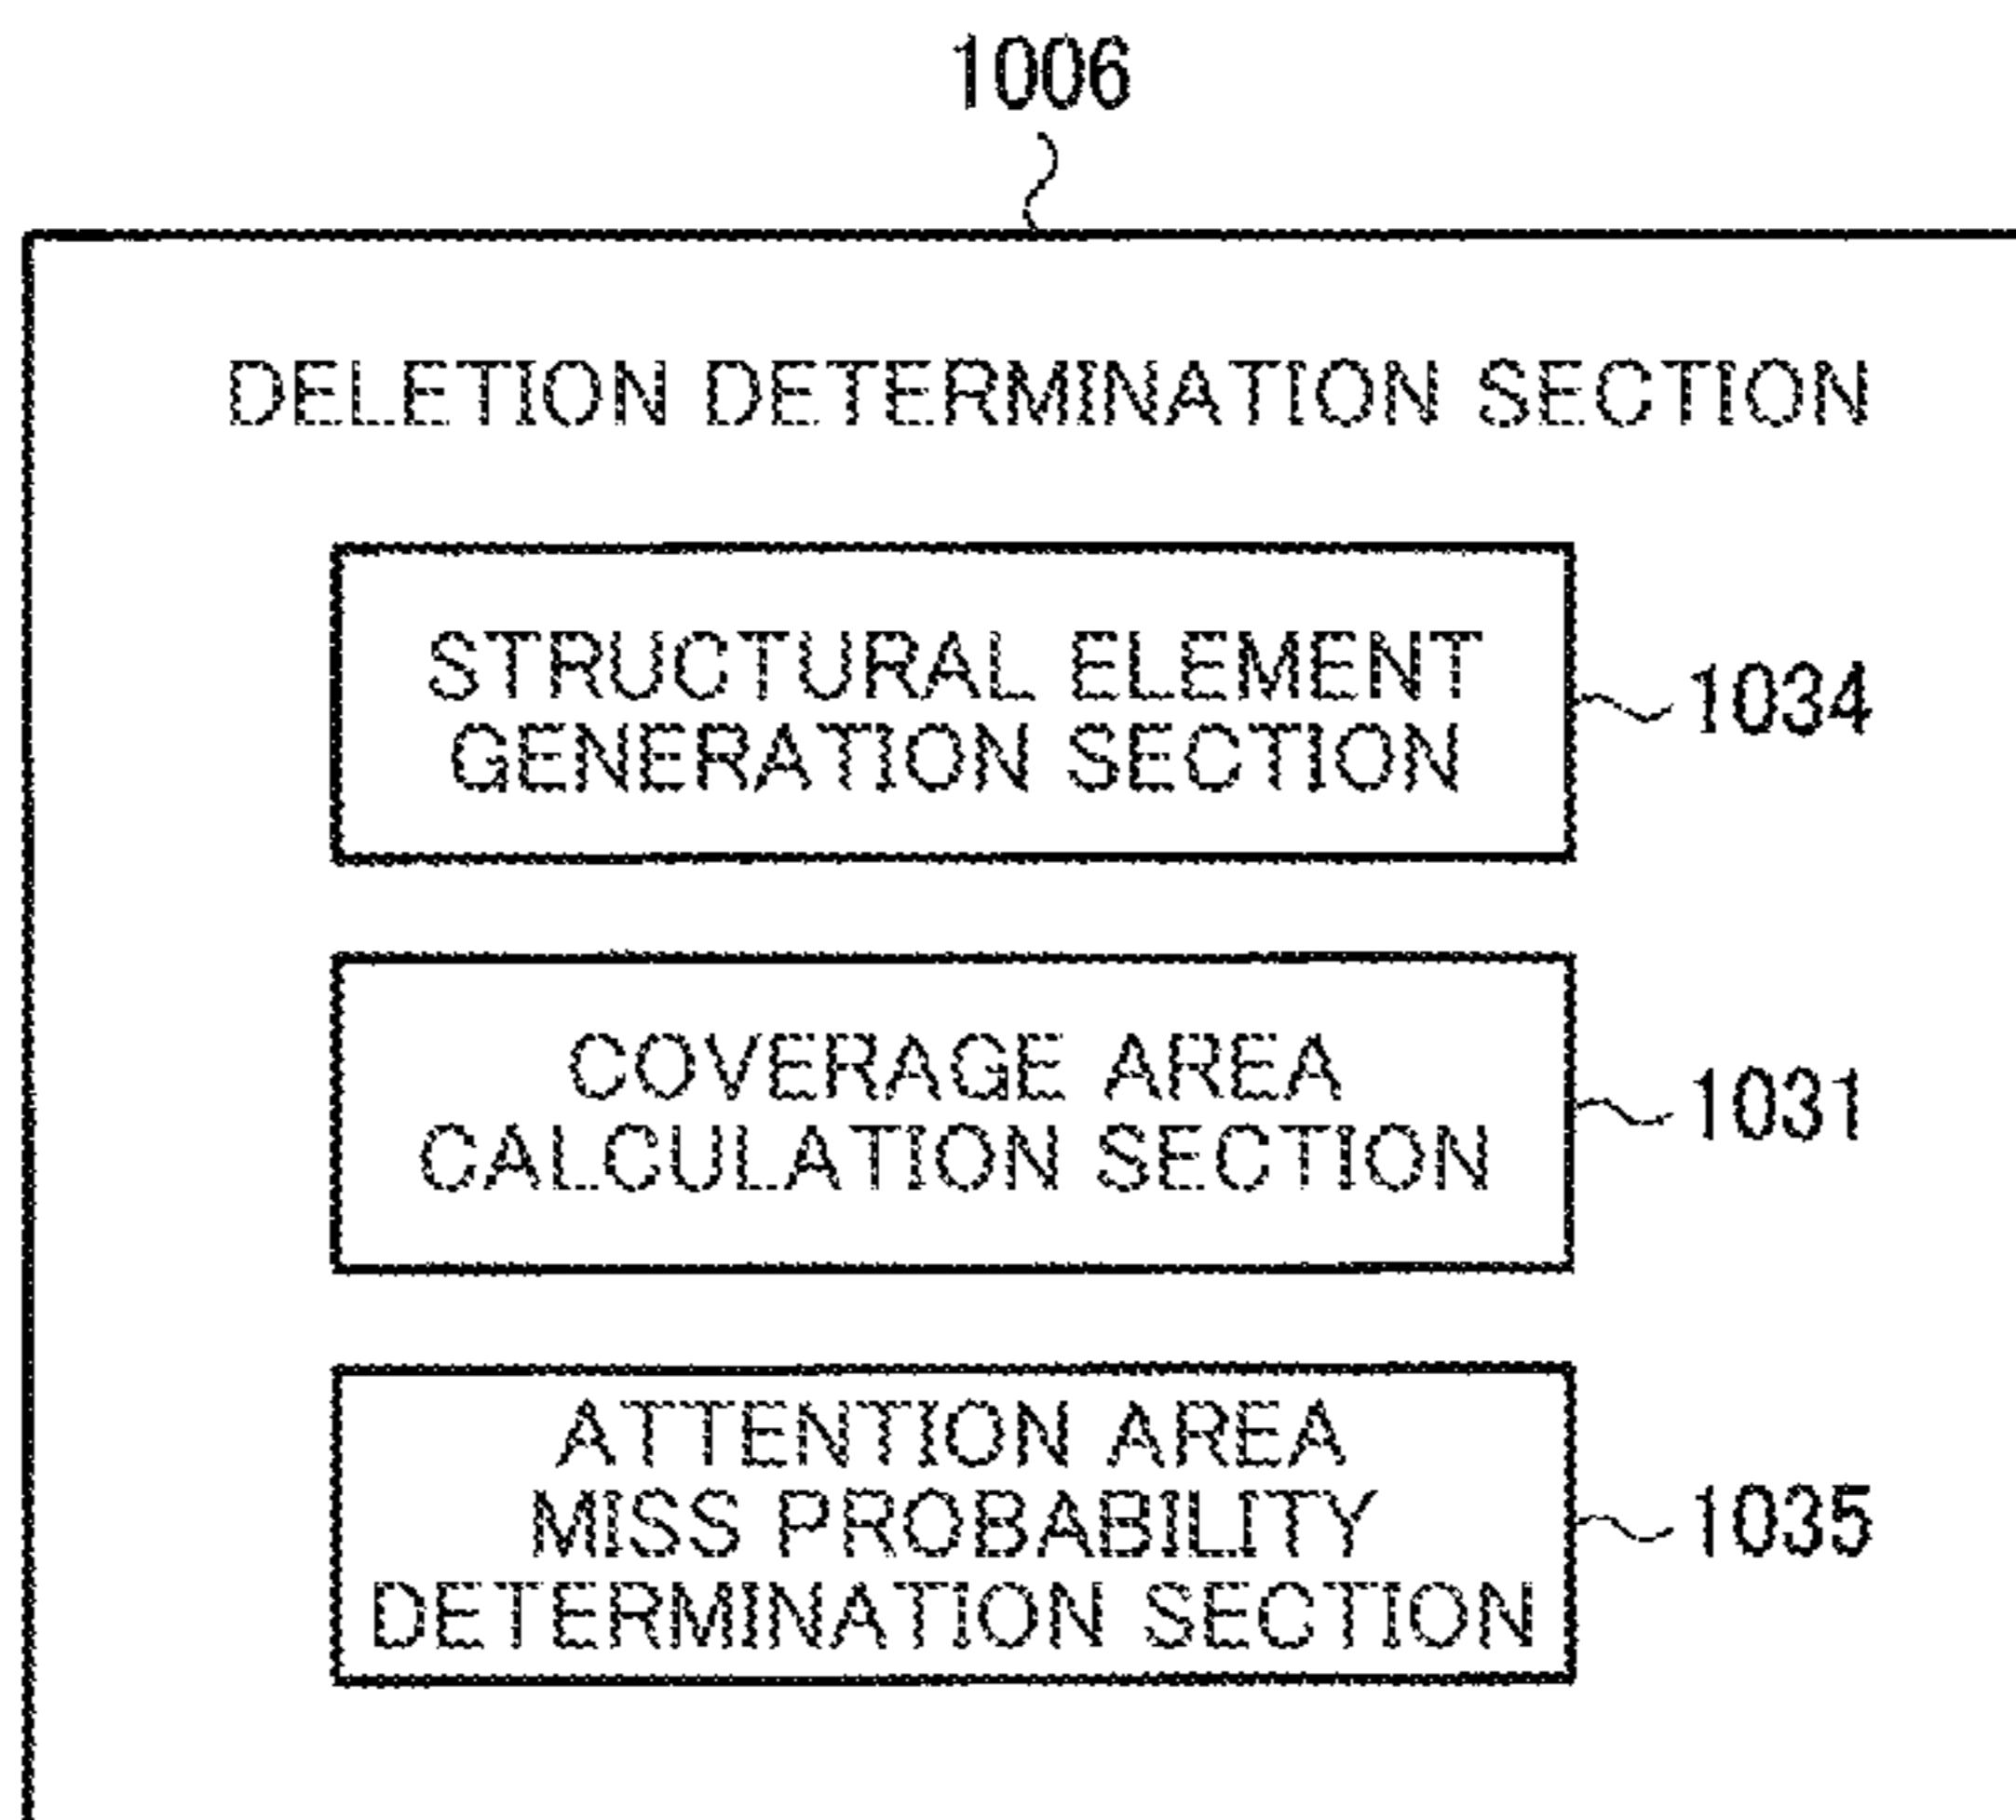 1006
DELETION DETERMINATION SECTION
STRUCTURAL ELEMENT
GENERATION SECTION
1034
COVERAGE AREA
CALCULATION SECTION
1031
ATTENTION AREA
MISS PROBABILITY
DETERMINATION SECTION
1035